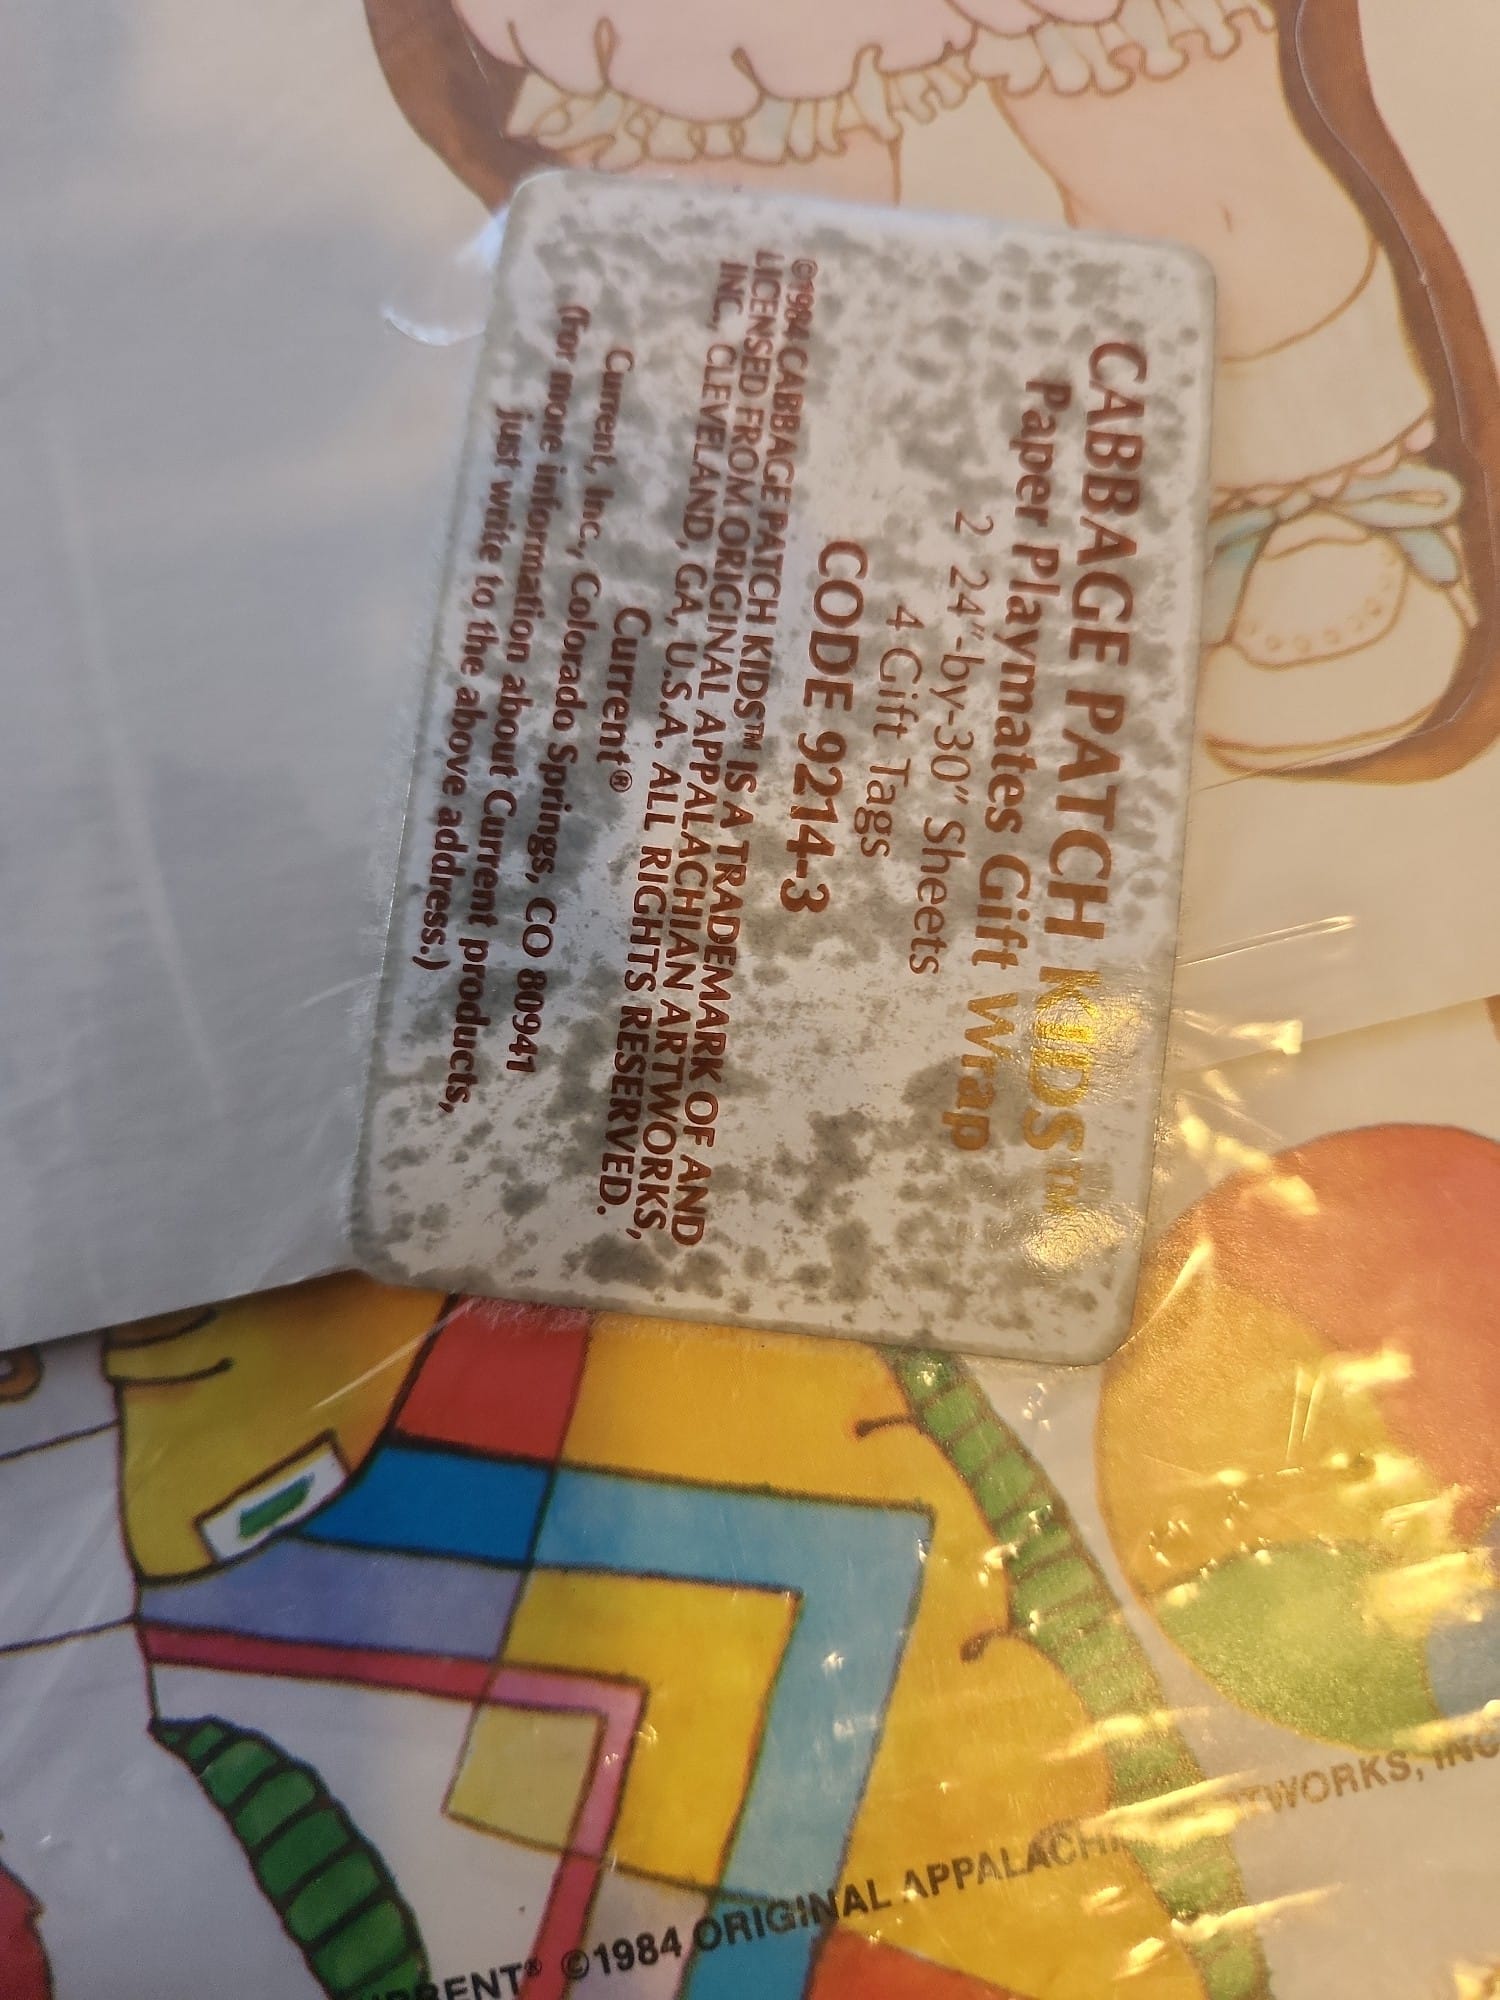 CABBAGE PATCH KIDS™
Paper Playmates Gift Wrap
2 24"-by-30" Sheets
4 Gift Tags
CODE 9214-3
©1984 CABBAGE PATCH KIDS™ IS A TRADEMARK OF AND
LICENSED FROM ORIGINAL APPALACHIAN ARTWORKS,
INC., CLEVELAND, GA, U.S.A. ALL RIGHTS RESERVED.
Current®
Current, Inc., Colorado Springs, CO 80941
(For more information about Current products,
just write to the above address.)
©1984 ORIGINAL APPALACHIAN ARTWORKS, INC